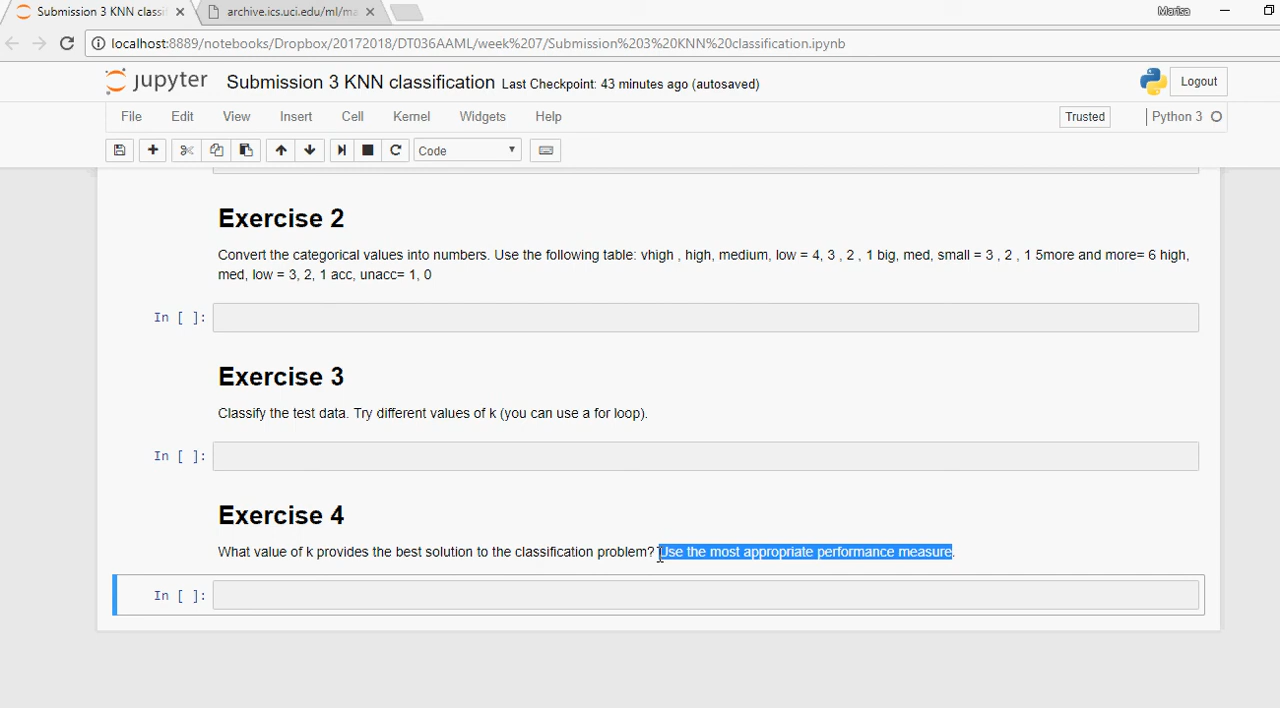 KNN classi
archive.ics.uci.edu/ml/ma
Marisa
localhost:8889/notebooks/Dropbox/20172018/DT036AAML/week%207/Submission%203%20KNN%20classification.ipynb
jupyter Submission 3 KNN classification Last Checkpoint: 43 minutes ago (autosaved)
Logout
File Edit View Insert Cell Kernel Widgets Help
Trusted
Python 3
Code
Exercise 2
Convert the categorical values into numbers. Use the following table: vhigh , high, medium, low = 4, 3 , 2 , 1 big, med, small = 3 , 2 , 1 5more and more= 6 high,
med, low = 3, 2, 1 acc, unacc= 1, 0
In [ ]:
Exercise 3
Classify the test data. Try different values of k (you can use a for loop).
In [ ]:
Exercise 4
What value of k provides the best solution to the classification problem? Use the most appropriate performance measure.
In [ ]: